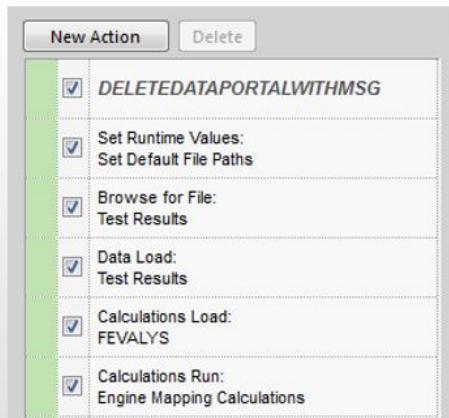 New Action Delete
DELETEDATAPORTALWITHMSG
Set Runtime Values:
Set Default File Paths
Browse for File:
Test Results
Data Load:
Test Results
Calculations Load:
FEVALYS
Calculations Run:
Engine Mapping Calculations